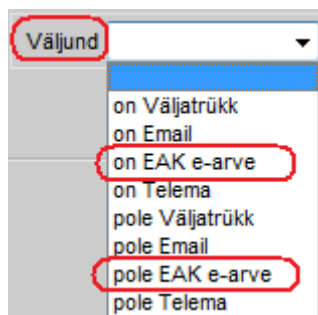 Väljund
on Väljatrükk
on Email
on EAK e-arve
on Telema
pole Väljatrükk
pole Email
pole EAK e-arve
pole Telema